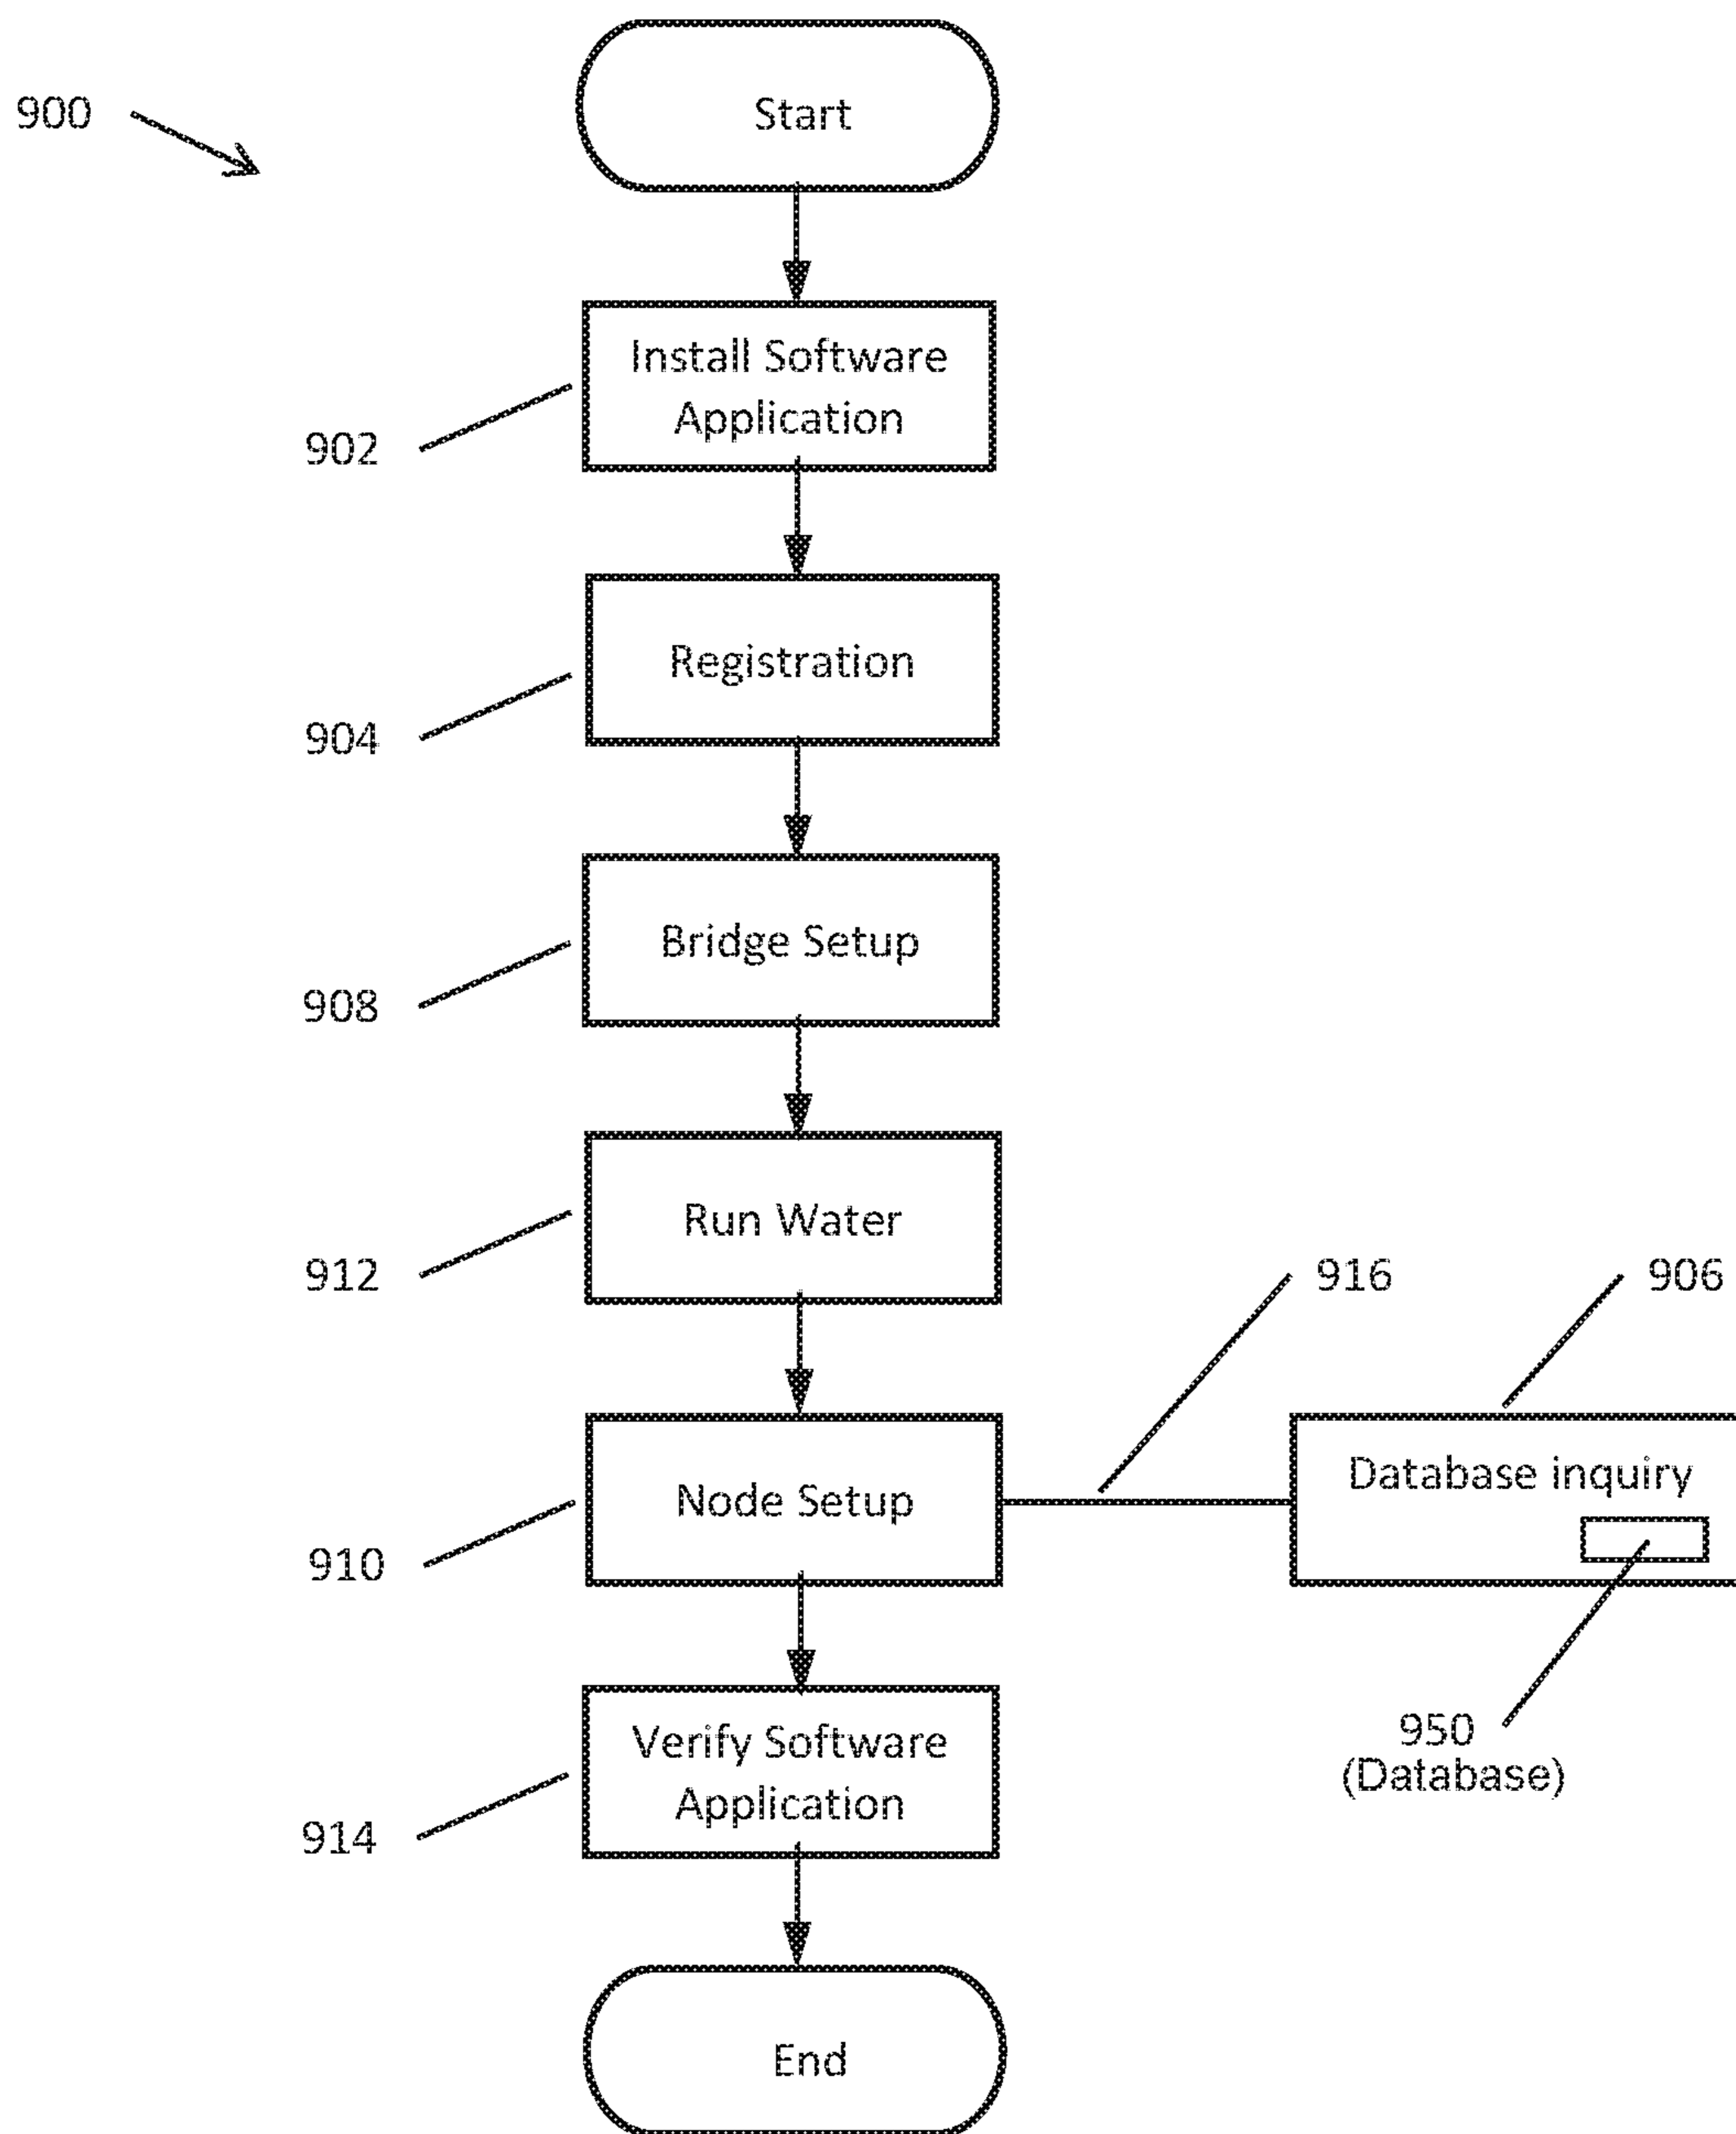 900
Start
Install Software
Application
902
Registration
904
Bridge Setup
908
Run Water
912
916
906
Node Setup
Database inquiry
910
950
(Database)
Verify Software
Application
914
End